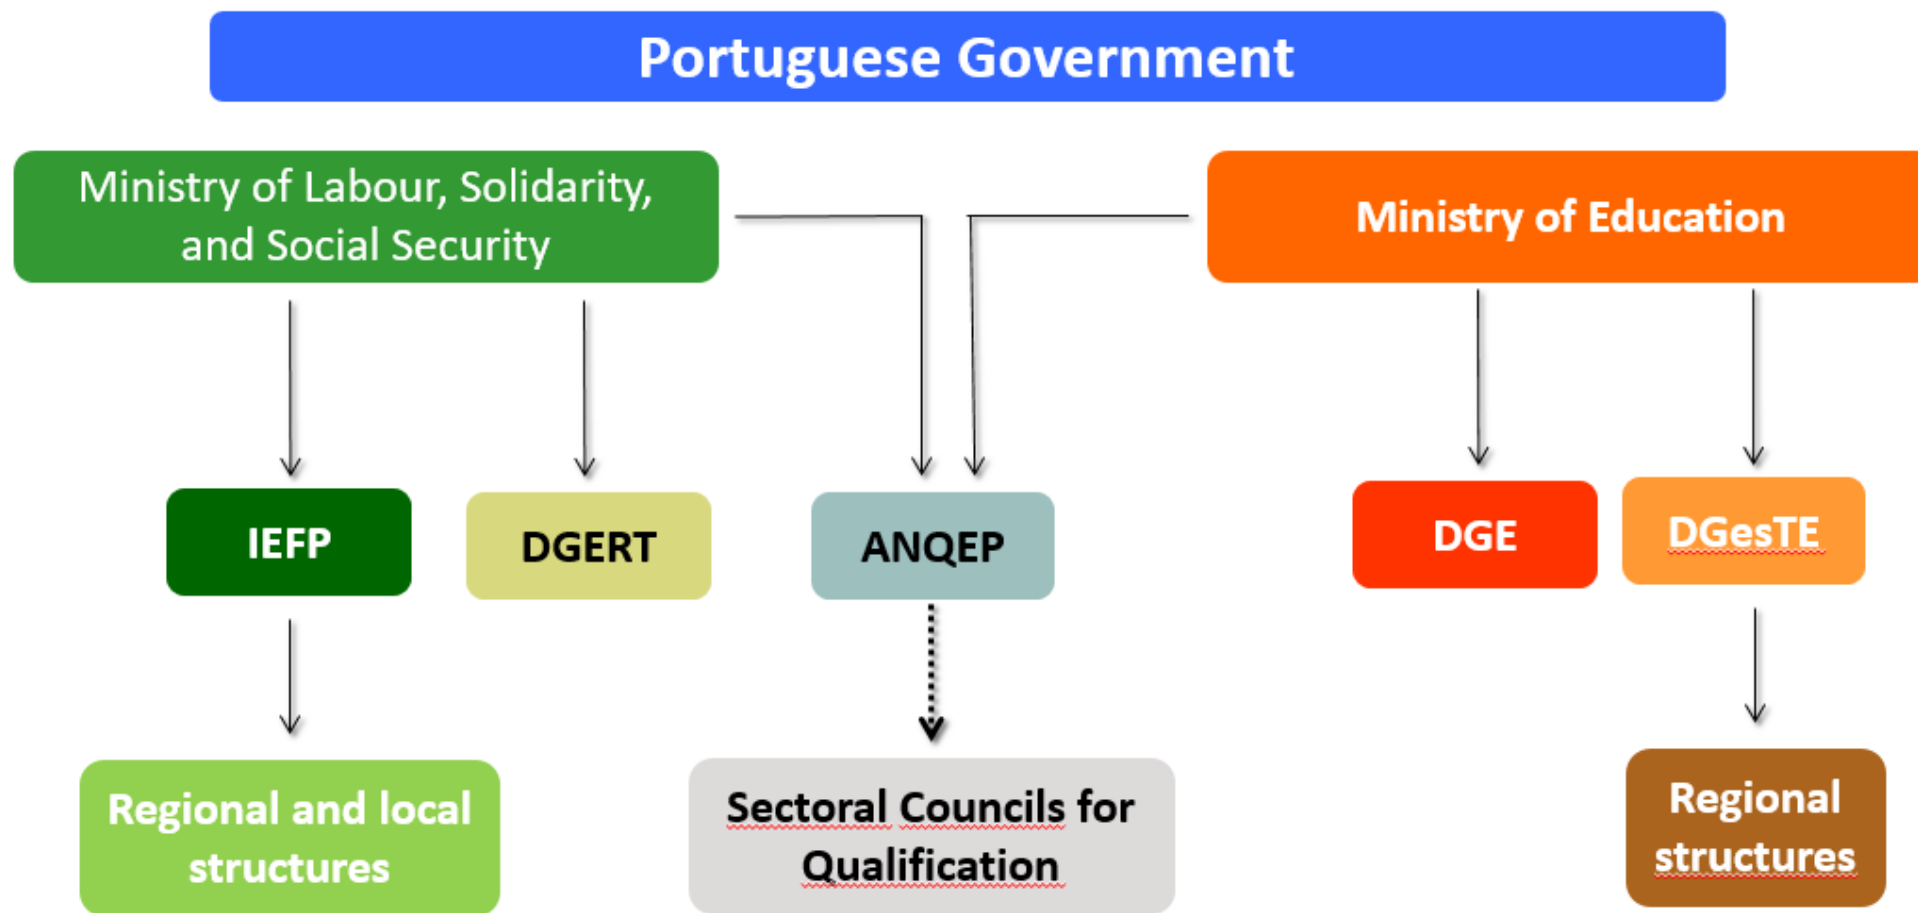 Portuguese Government
Ministry of Labour, Solidarity,
and Social Security
Ministry of Education
IEFP
DGERT
ANQEP
DGE
DGesTE
Regional and local
structures
Sectoral Councils for
Qualification
Regional
structures